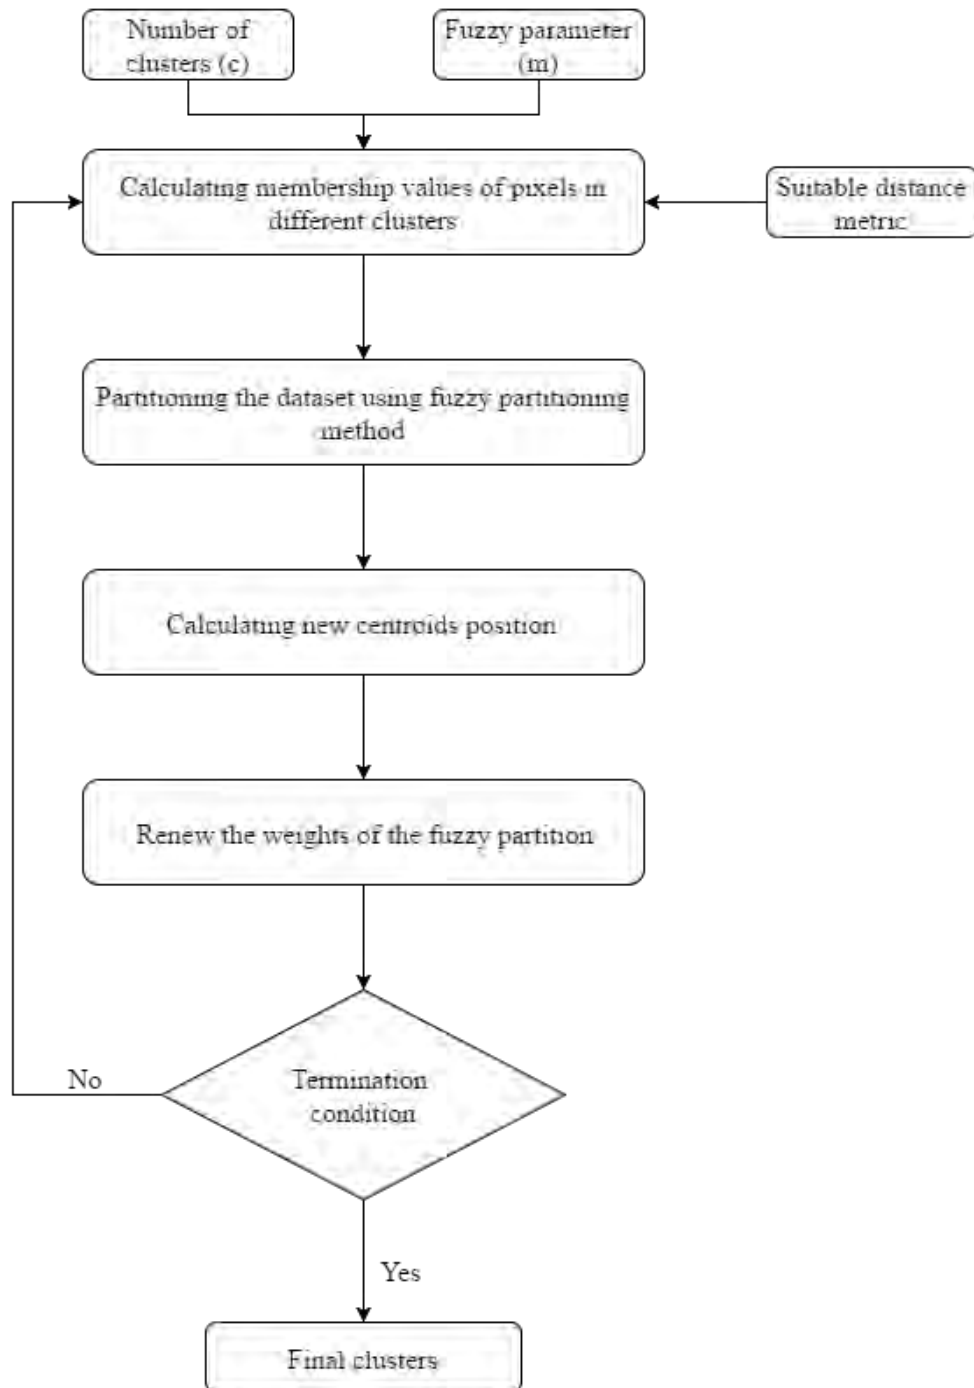 Number of
clusters (c)
Fuzzy parameter
(m)
Calculating membership values of pixels in
different clusters
Suitable distance
metric
Partitioning the dataset using fuzzy partitioning
method
Calculating new centroids position
Renew the weights of the fuzzy partition
Termination
condition
No
Yes
Final clusters